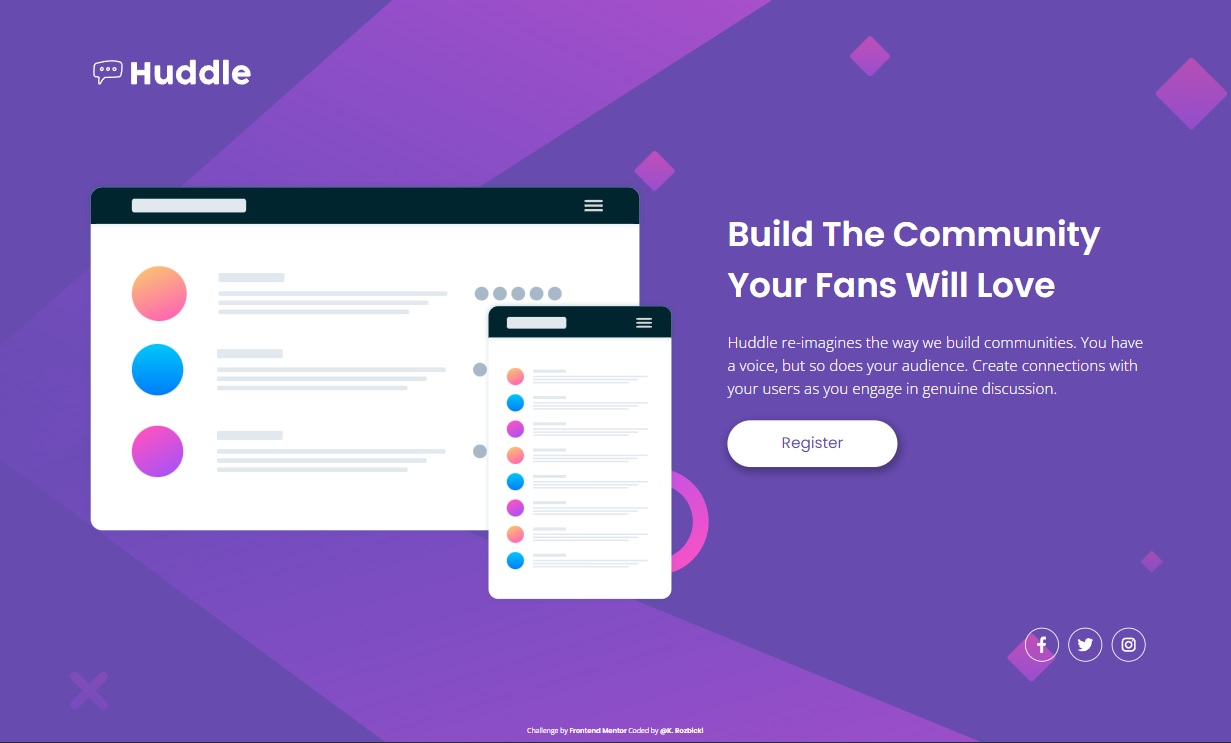 Huddle
Build The Community
Your Fans Will Love
Huddle re-imagines the way we build communities. You have
a voice, but so does your audience. Create connections with
your users as you engage in genuine discussion.
Register
Challenge by Frontend Mentor Coded by @K. Rozbicki